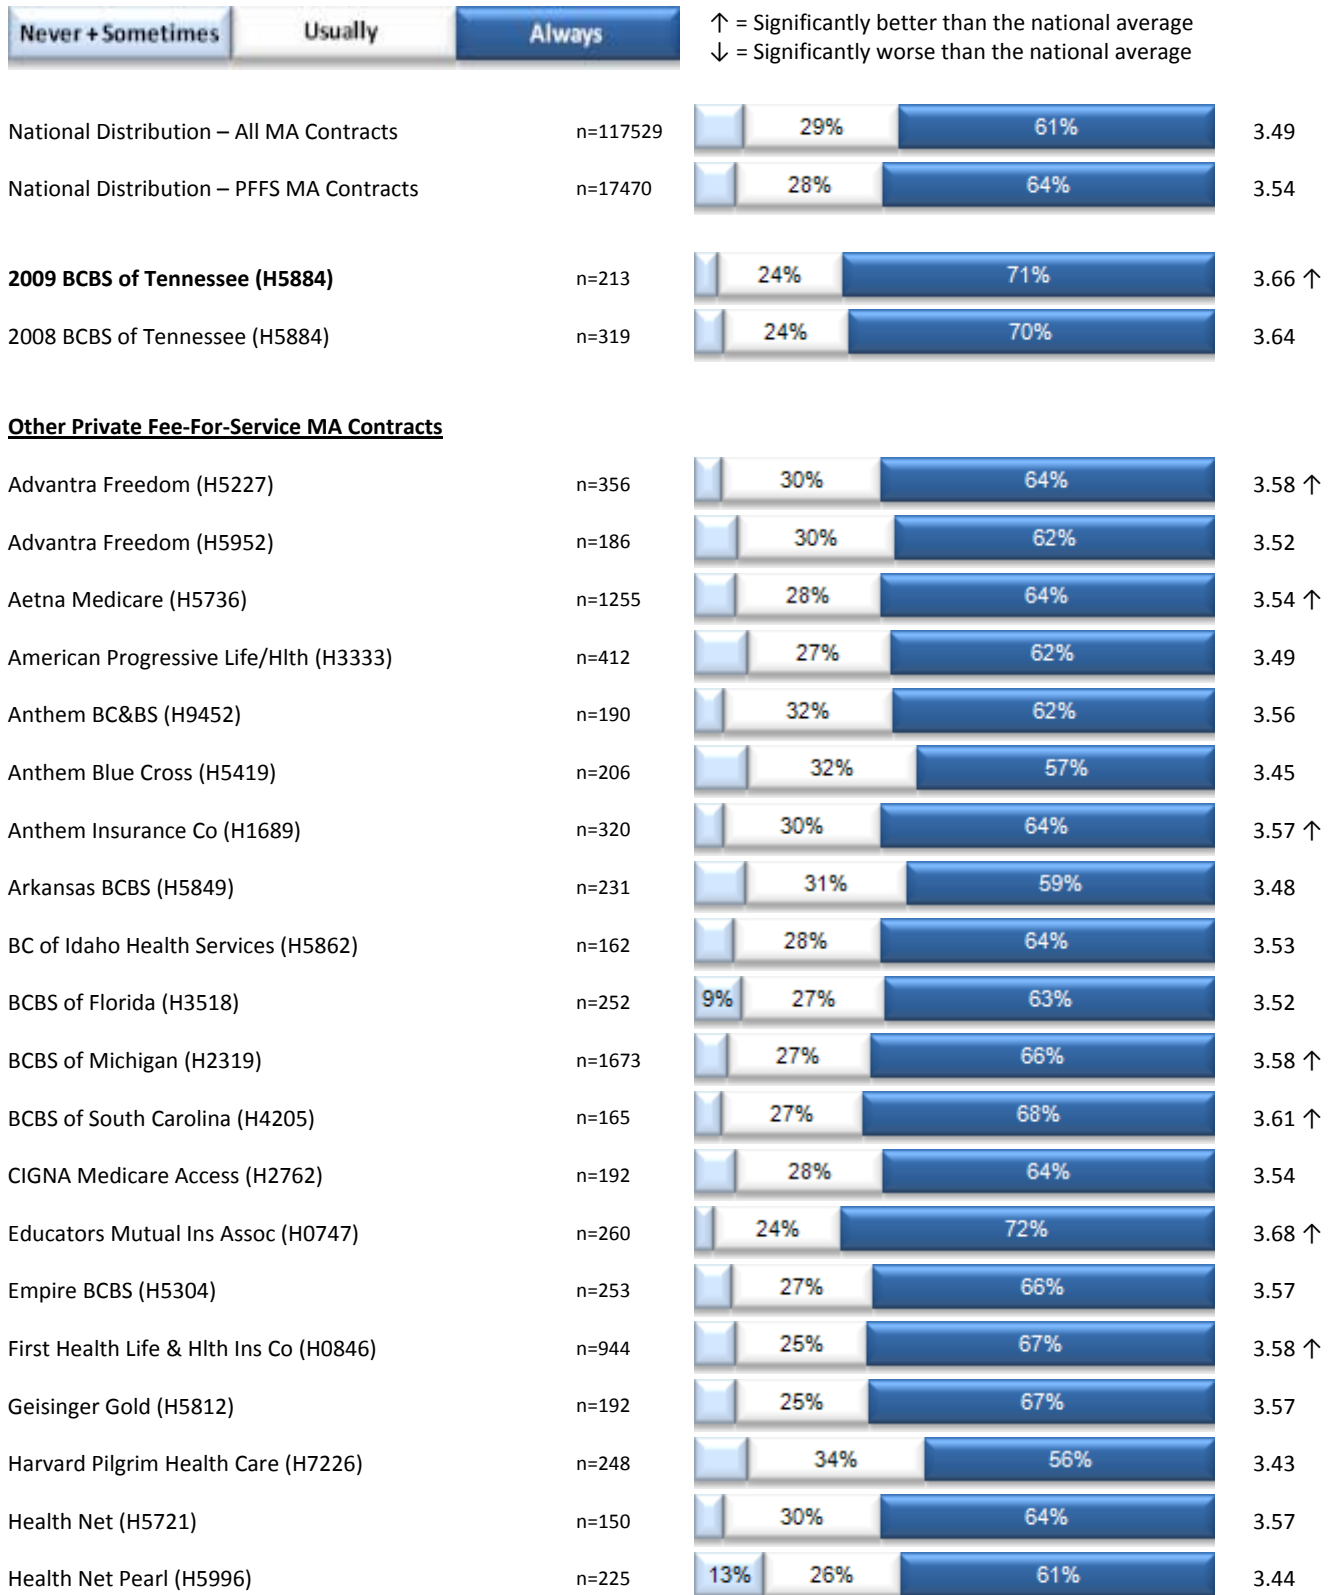 Never + Sometimes Usually Always
↑ = Significantly better than the national average
↓ = Significantly worse than the national average
National Distribution – All MA Contracts n=117529 29% 61% 3.49
National Distribution – PFFS MA Contracts n=17470 28% 64% 3.54
2009 BCBS of Tennessee (H5884) n=213 24% 71% 3.66 ↑
2008 BCBS of Tennessee (H5884) n=319 24% 70% 3.64
Other Private Fee-For-Service MA Contracts
Advantra Freedom (H5227) n=356 30% 64% 3.58 ↑
Advantra Freedom (H5952) n=186 30% 62% 3.52
Aetna Medicare (H5736) n=1255 28% 64% 3.54 ↑
American Progressive Life/Hlth (H3333) n=412 27% 62% 3.49
Anthem BC&BS (H9452) n=190 32% 62% 3.56
Anthem Blue Cross (H5419) n=206 32% 57% 3.45
Anthem Insurance Co (H1689) n=320 30% 64% 3.57 ↑
Arkansas BCBS (H5849) n=231 31% 59% 3.48
BC of Idaho Health Services (H5862) n=162 28% 64% 3.53
BCBS of Florida (H3518) n=252 9% 27% 63% 3.52
BCBS of Michigan (H2319) n=1673 27% 66% 3.58 ↑
BCBS of South Carolina (H4205) n=165 27% 68% 3.61 ↑
CIGNA Medicare Access (H2762) n=192 28% 64% 3.54
Educators Mutual Ins Assoc (H0747) n=260 24% 72% 3.68 ↑
Empire BCBS (H5304) n=253 27% 66% 3.57
First Health Life & Hlth Ins Co (H0846) n=944 25% 67% 3.58 ↑
Geisinger Gold (H5812) n=192 25% 67% 3.57
Harvard Pilgrim Health Care (H7226) n=248 34% 56% 3.43
Health Net (H5721) n=150 30% 64% 3.57
Health Net Pearl (H5996) n=225 13% 26% 61% 3.44